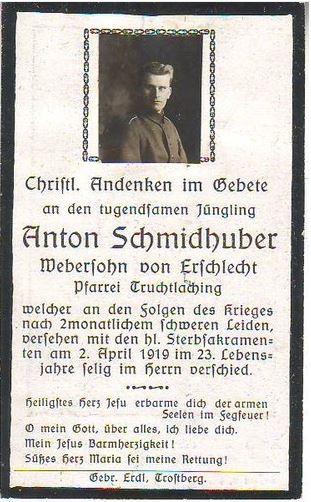 Christl. Andenken im Gebete
an den tugendsamen Jüngling
Anton Schmidhuber
Webersohn von Erschlecht
Pfarrei Truchtlaching
welcher an den Folgen des Krieges
nach 2monatlichem schweren Leiden,
versehen mit den hl. Sterbsakramen-
ten am 2. April 1919 im 23. Lebens-
jahre selig im Herrn verschied.
Heiligstes Herz Jesu erbarme dich der armen
Seelen im Fegfeuer!
O mein Gott, über alles, ich liebe dich.
Mein Jesus Barmherzigkeit!
Süßes Herz Maria sei meine Rettung!
Gebr. Erdl, Trostberg.